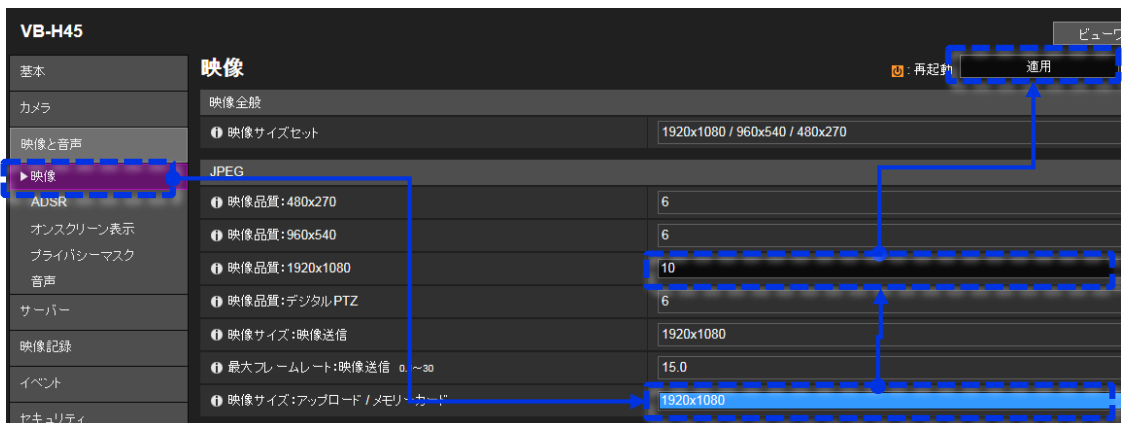 VB-H45
ビューワ
基本
カメラ
映像と音声
▶映像
ADSR
オンスクリーン表示
プライバシーマスク
音声
サーバー
映像記録
イベント
セキュリティ
映像
: 再起動
適用
映像全般
映像サイズセット 1920x1080 / 960x540 / 480x270
JPEG
映像品質:480x270 6
映像品質:960x540 6
映像品質:1920x1080 10
映像品質:デジタルPTZ 6
映像サイズ:映像送信 1920x1080
最大フレームレート:映像送信 15.0
映像サイズ:アップロード / メモリーカード 1920x1080